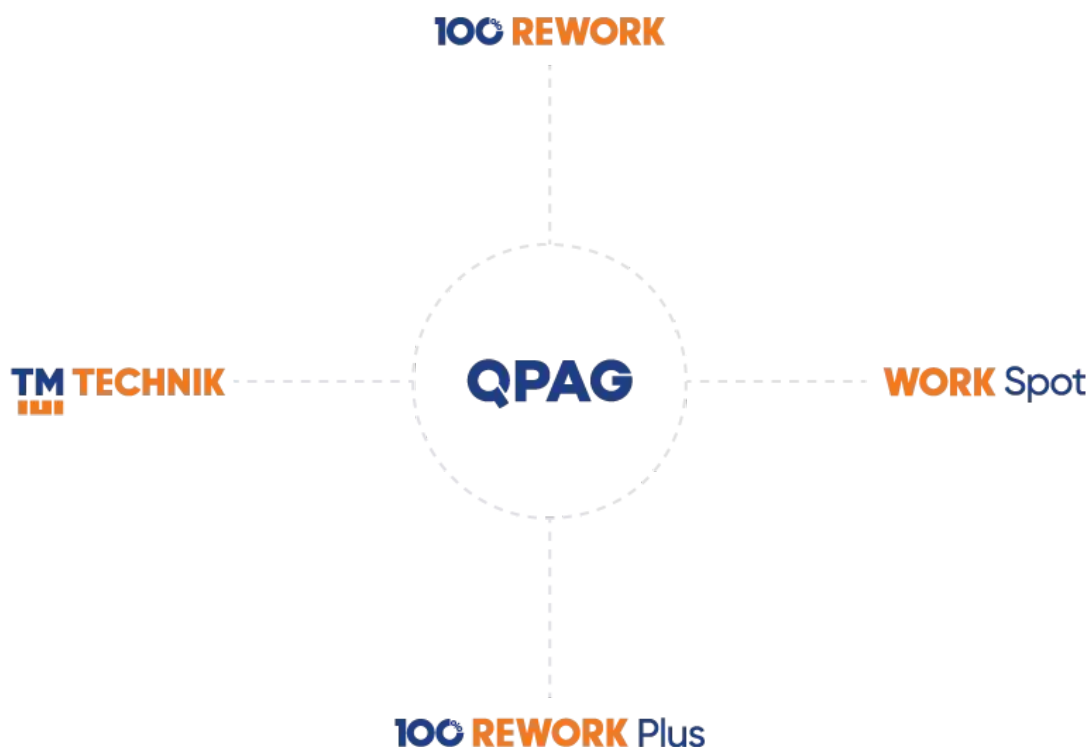 100% REWORK
QPAG
TM TECHNIK
WORK Spot
100% REWORK Plus